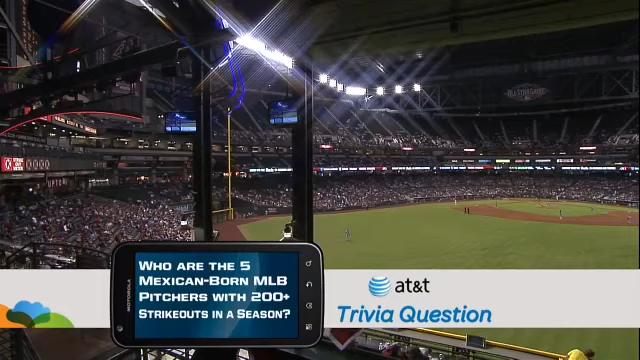 WHO ARE THE 5
MEXICAN-BORN MLB
PITCHERS WITH 200+
STRIKEOUTS IN A SEASON?
MOTOROLA
at&t
Trivia Question